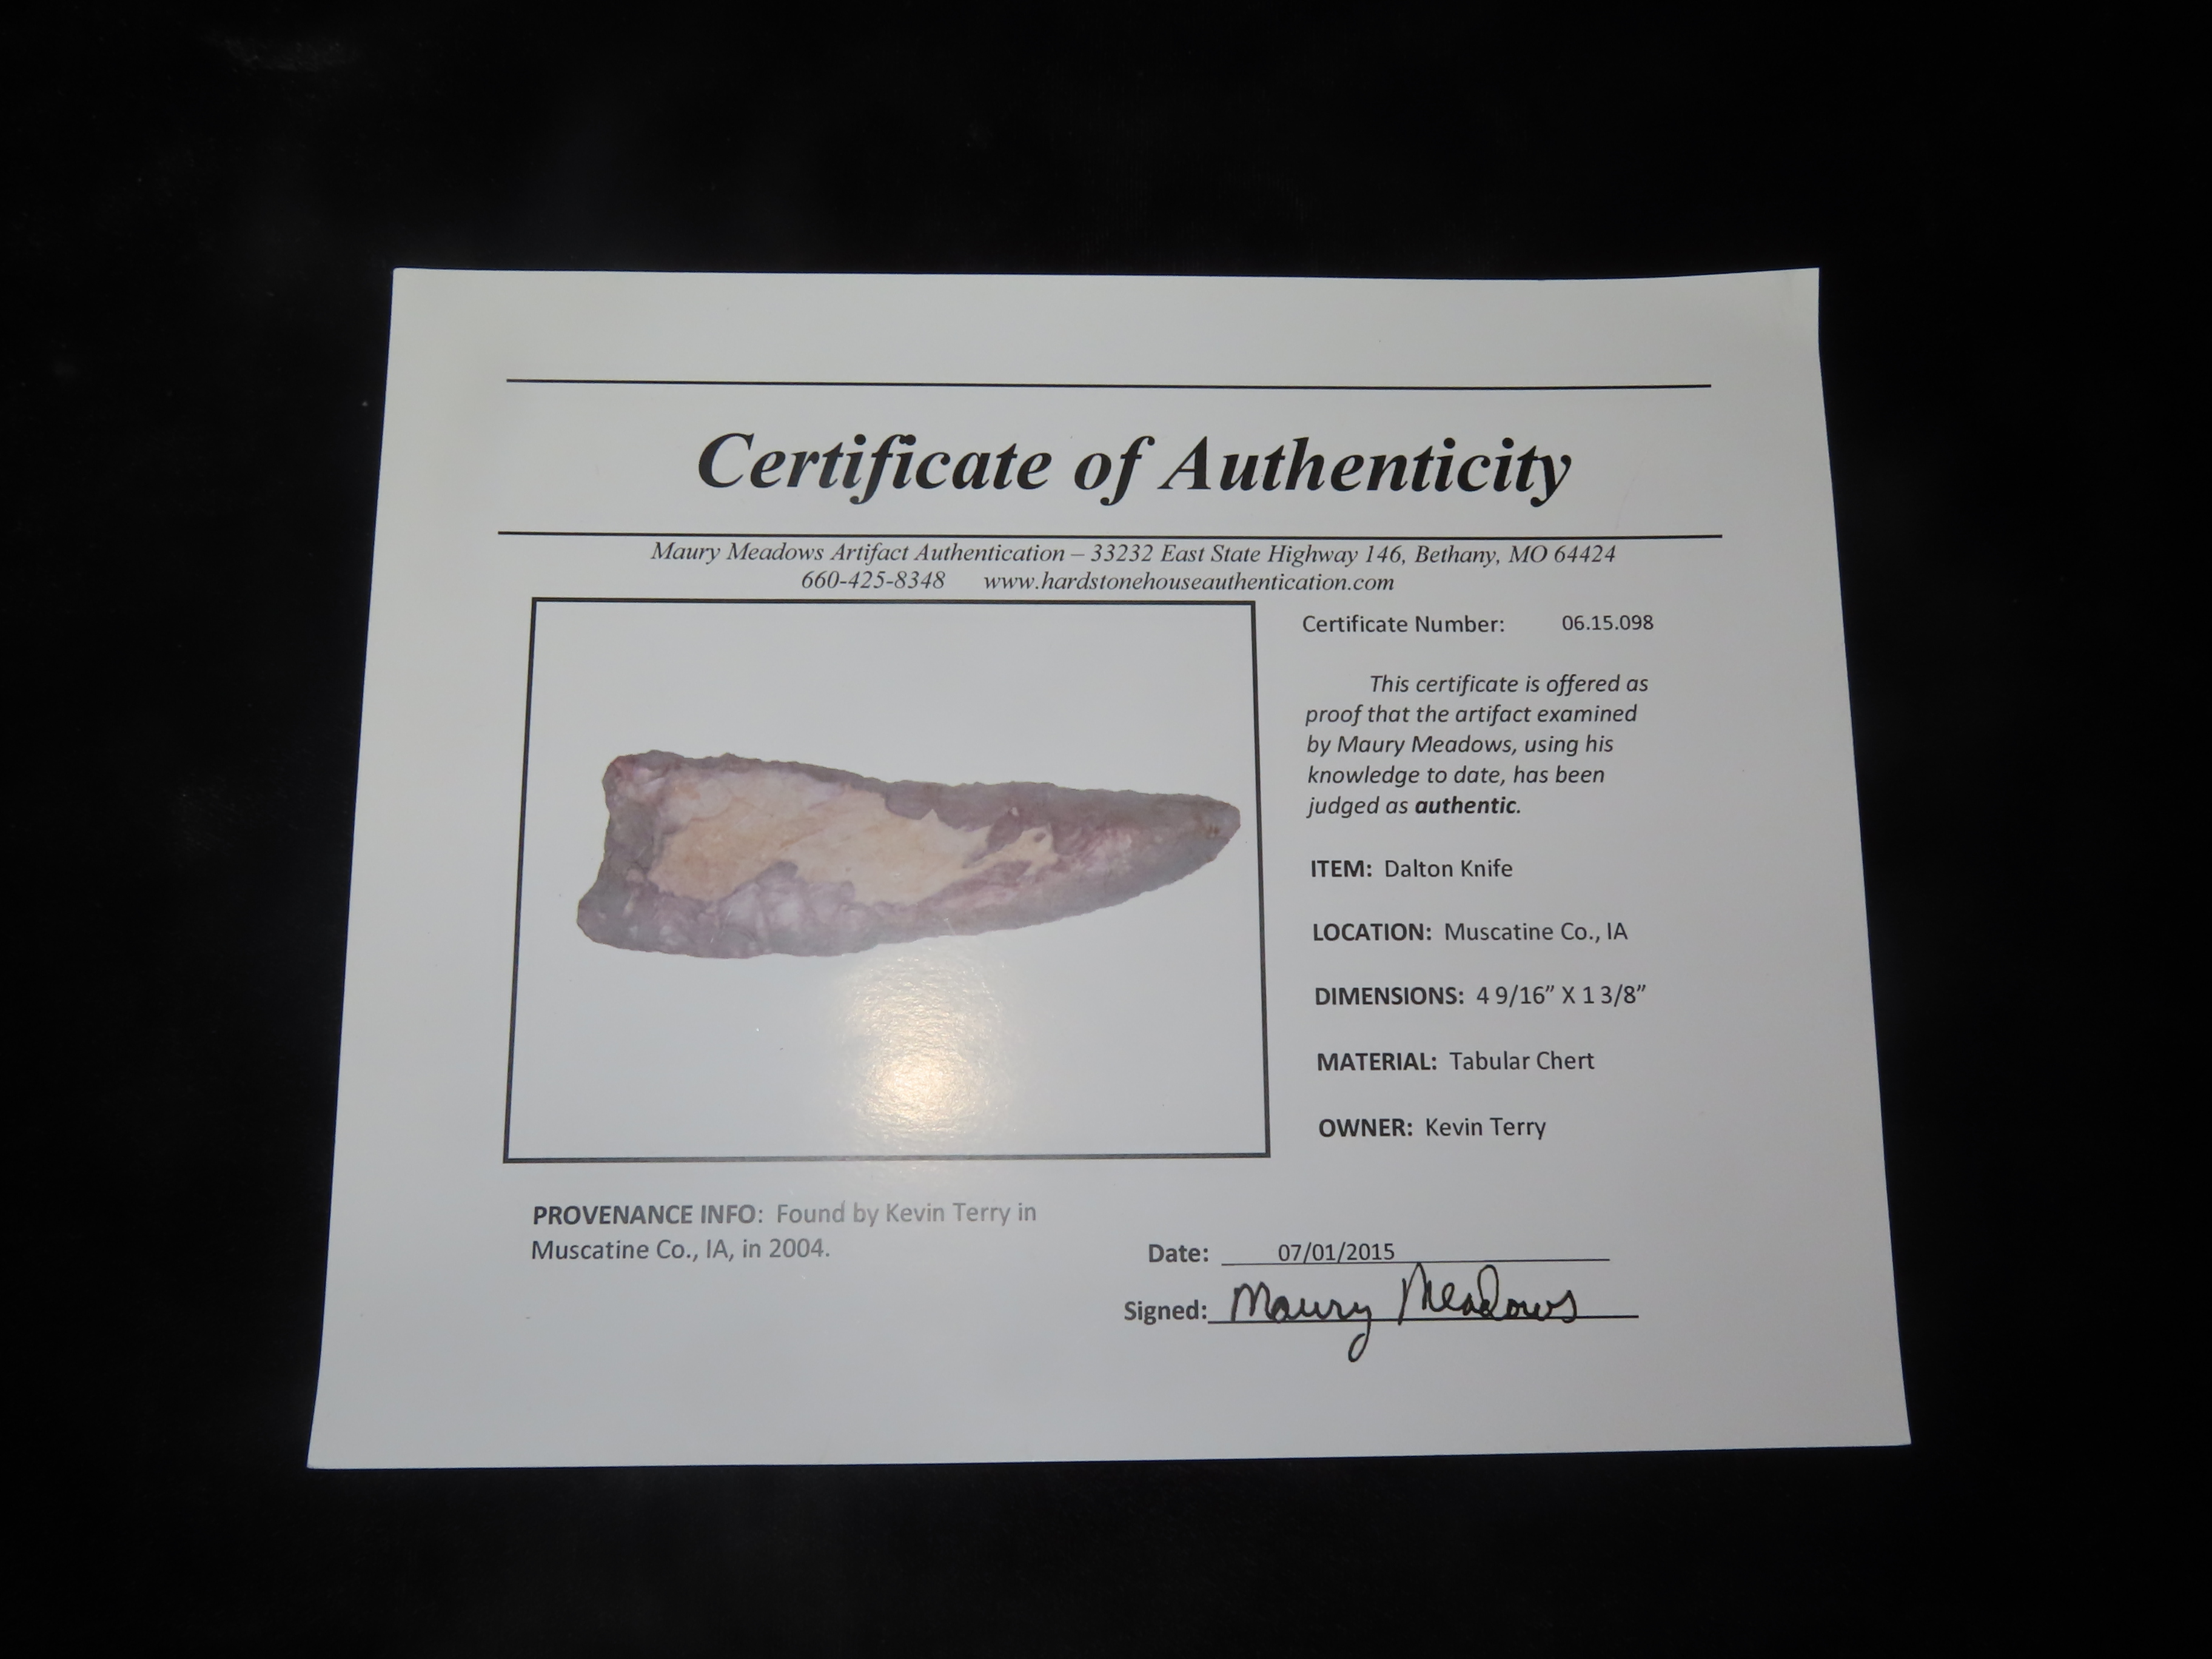 Certificate of Authenticity
Maury Meadows Artifact Authentication – 33232 East State Highway 146, Bethany, MO 64424
660-425-8348 www.hardstonehouseauthentication.com
Certificate Number: 06.15.098
This certificate is offered as
proof that the artifact examined
by Maury Meadows, using his
knowledge to date, has been
judged as authentic.
ITEM: Dalton Knife
LOCATION: Muscatine Co., IA
DIMENSIONS: 4 9/16” X 1 3/8”
MATERIAL: Tabular Chert
OWNER: Kevin Terry
PROVENANCE INFO: Found by Kevin Terry in
Muscatine Co., IA, in 2004.
Date: 07/01/2015
Signed: Maury Meadows